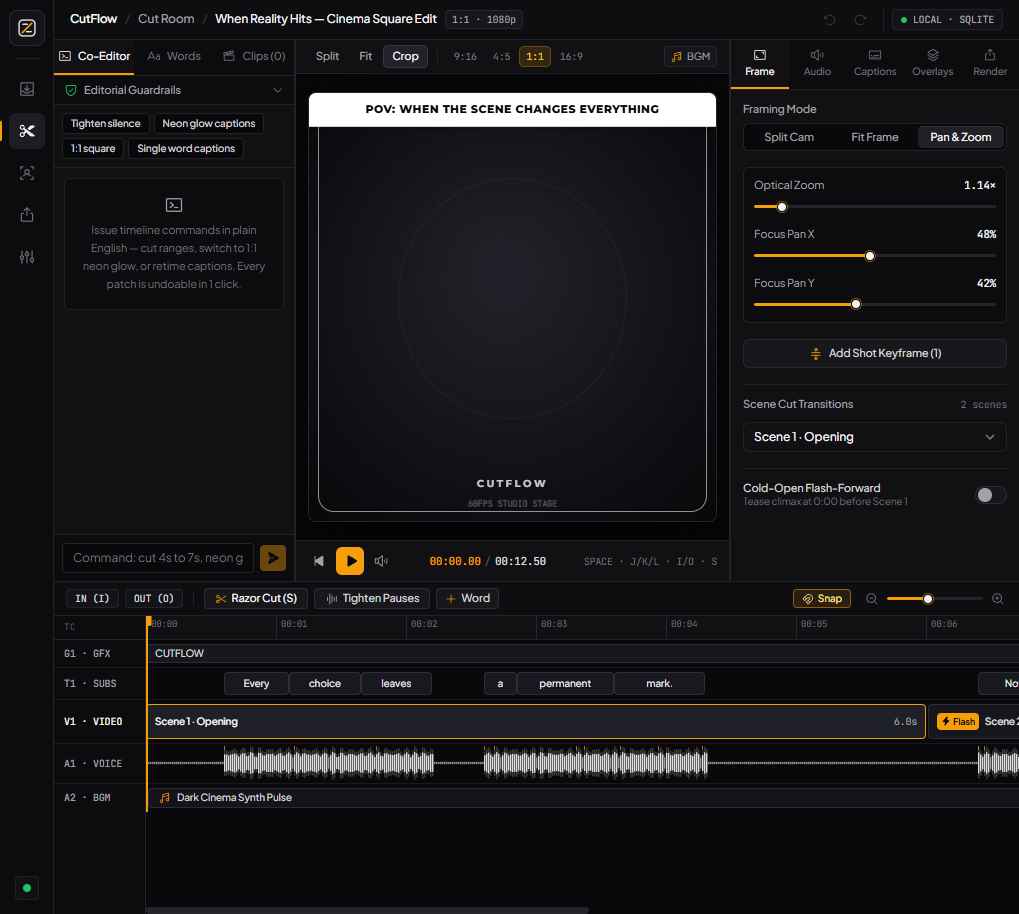 CutFlow / Cut Room / When Reality Hits — Cinema Square Edit 1:1 · 1080p LOCAL · SQLITE
Co-Editor Aa Words Clips (0)
Editorial Guardrails
Tighten silence Neon glow captions
1:1 square Single word captions
Issue timeline commands in plain
English — cut ranges, switch to 1:1
neon glow, or retime captions. Every
patch is undoable in 1 click.
Command: cut 4s to 7s, neon g
Split Fit Crop 9:16 4:5 1:1 16:9 BGM
POV: WHEN THE SCENE CHANGES EVERYTHING
CUTFLOW
60FPS STUDIO STAGE
00:00.00 / 00:12.50 SPACE · J/K/L · I/O · S
Frame Audio Captions Overlays Render
Framing Mode
Split Cam Fit Frame Pan & Zoom
Optical Zoom 1.14×
Focus Pan X 48%
Focus Pan Y 42%
Add Shot Keyframe (1)
Scene Cut Transitions 2 scenes
Scene 1 · Opening
Cold-Open Flash-Forward
Tease climax at 0:00 before Scene 1
IN (I) OUT (O) Razor Cut (S) Tighten Pauses Word Snap
TC 00:00 00:01 00:02 00:03 00:04 00:05 00:06
G1 · GFX CUTFLOW
T1 · SUBS Every choice leaves a permanent mark. No
V1 · VIDEO Scene 1 · Opening 6.0s Flash Scene 2
A1 · VOICE
A2 · BGM Dark Cinema Synth Pulse